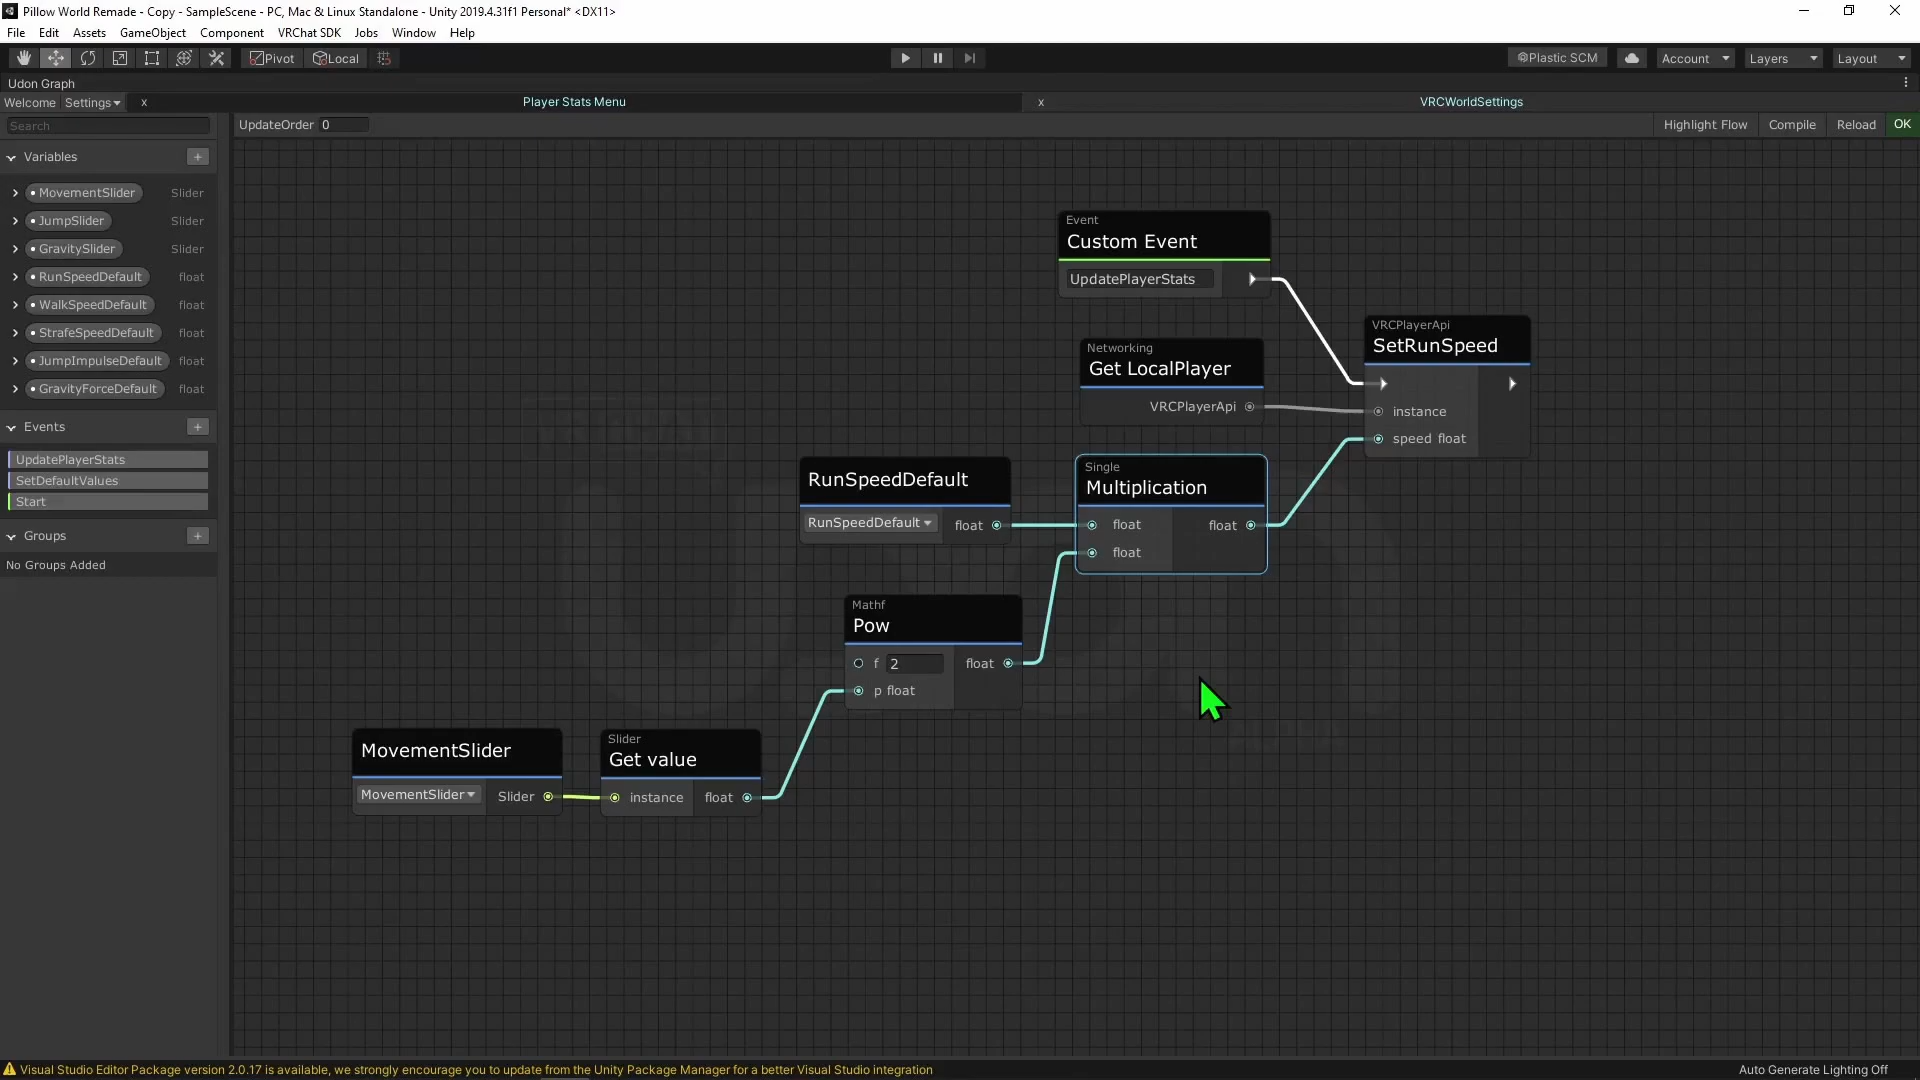 Pillow World Remade - Copy - SampleScene - PC, Mac & Linux Standalone - Unity 2019.4.31f1 Personal* <DX11>
File Edit Assets GameObject Component VRChat SDK Jobs Window Help
Pivot Local Plastic SCM Account Layers Layout
Udon Graph
Welcome Settings x Player Stats Menu x VRCWorldSettings
Search UpdateOrder 0 Highlight Flow Compile Reload OK
Variables +
MovementSlider Slider
JumpSlider Slider
GravitySlider Slider
RunSpeedDefault float
WalkSpeedDefault float
StrafeSpeedDefault float
JumpImpulseDefault float
GravityForceDefault float
Events +
UpdatePlayerStats
SetDefaultValues
Start
Groups +
No Groups Added
Event
Custom Event
UpdatePlayerStats
Networking
Get LocalPlayer
VRCPlayerApi
VRCPlayerApi
SetRunSpeed
instance
speed float
RunSpeedDefault
RunSpeedDefault float
Single
Multiplication
float float
float
Mathf
Pow
f 2 float
p float
MovementSlider
MovementSlider Slider
Slider
Get value
instance float
Visual Studio Editor Package version 2.0.17 is available, we strongly encourage you to update from the Unity Package Manager for a better Visual Studio integration
Auto Generate Lighting Off